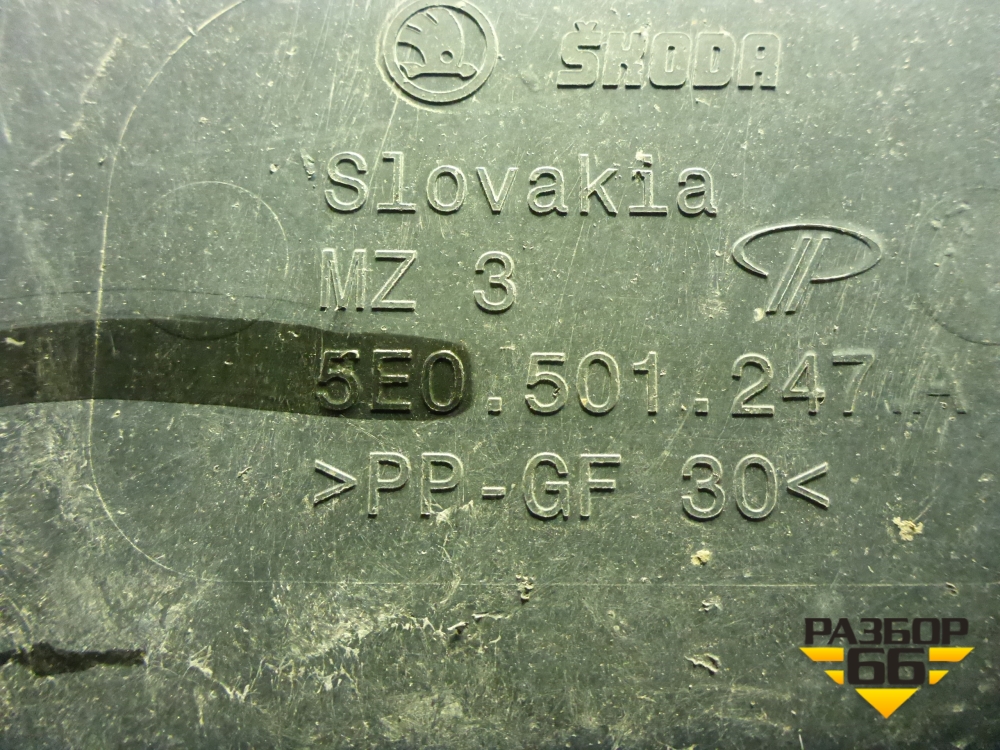 ŠKODA
Slovakia
MZ 3
5E0.501.247.A
>PP-GF 30<
РАЗБОР
66